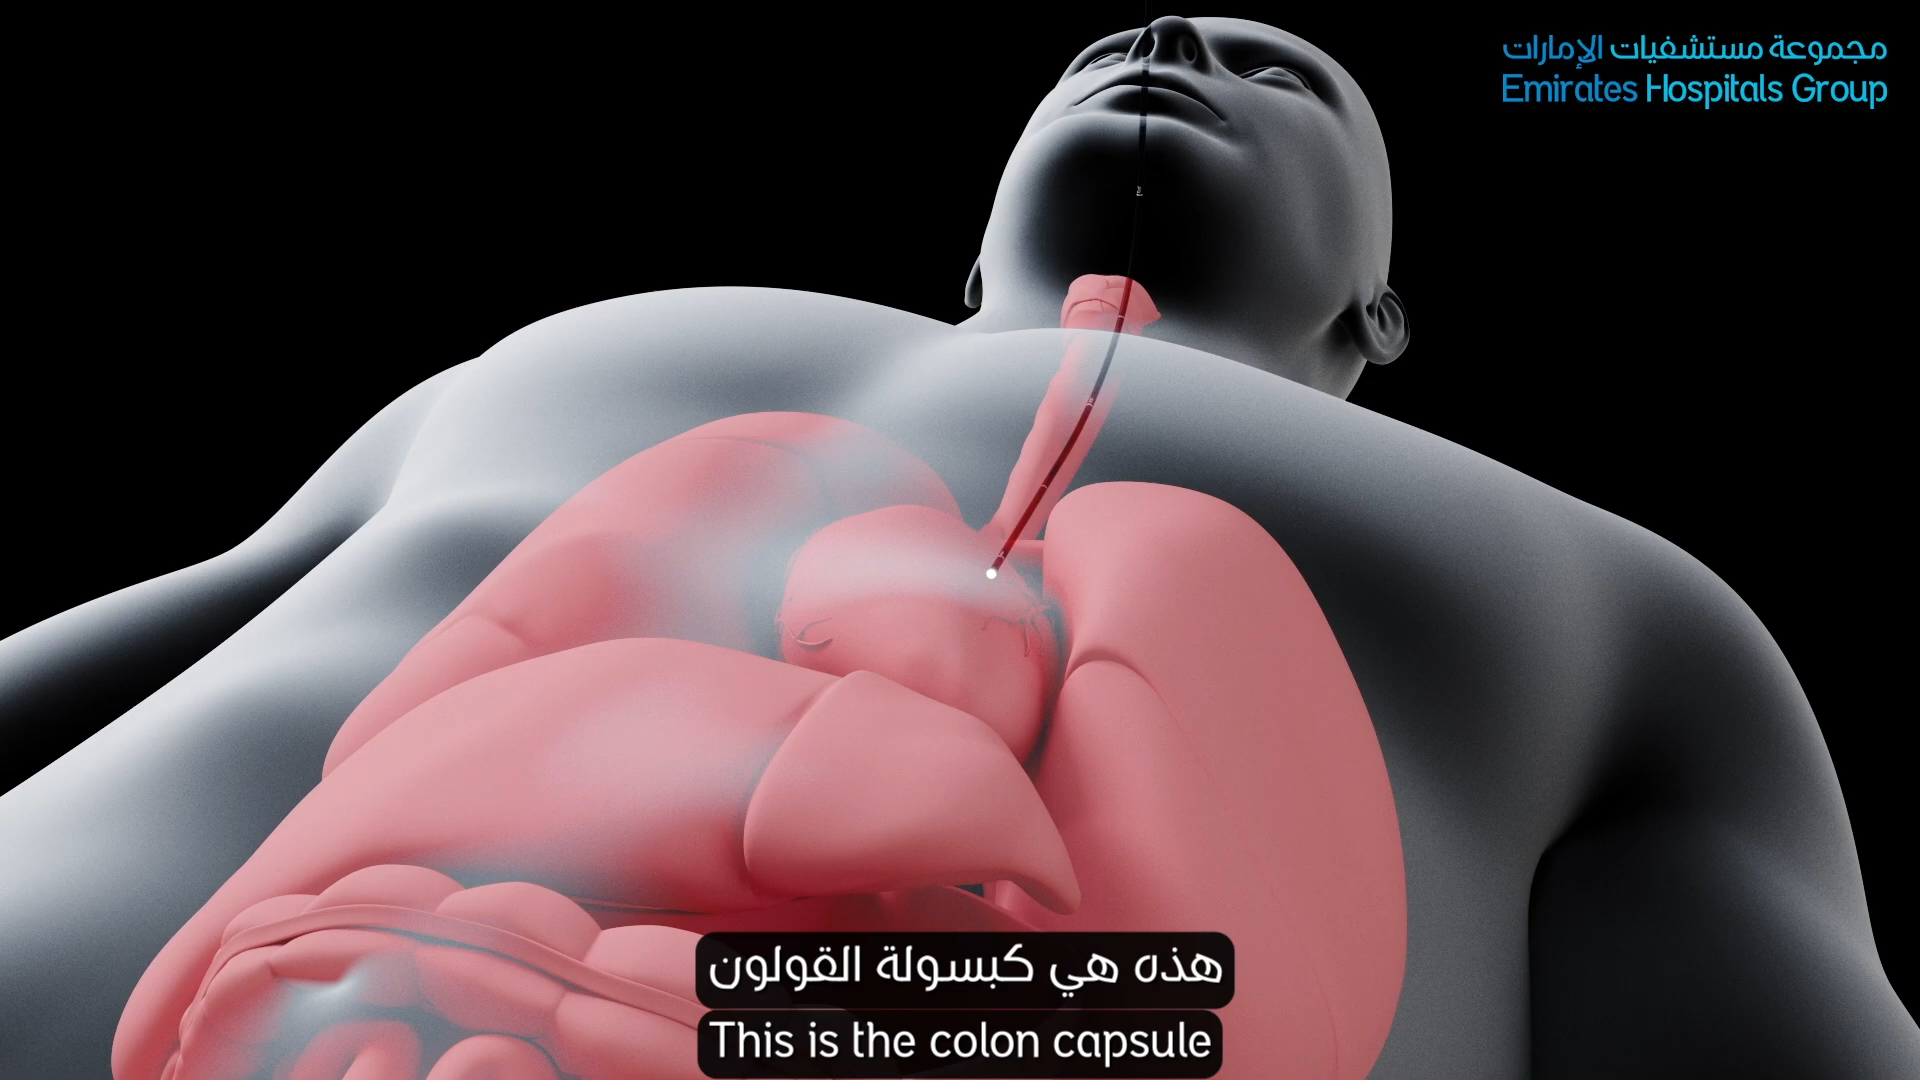 مجموعة مستشفيات الإمارات
Emirates Hospitals Group
هذه هي كبسولة القولون
This is the colon capsule